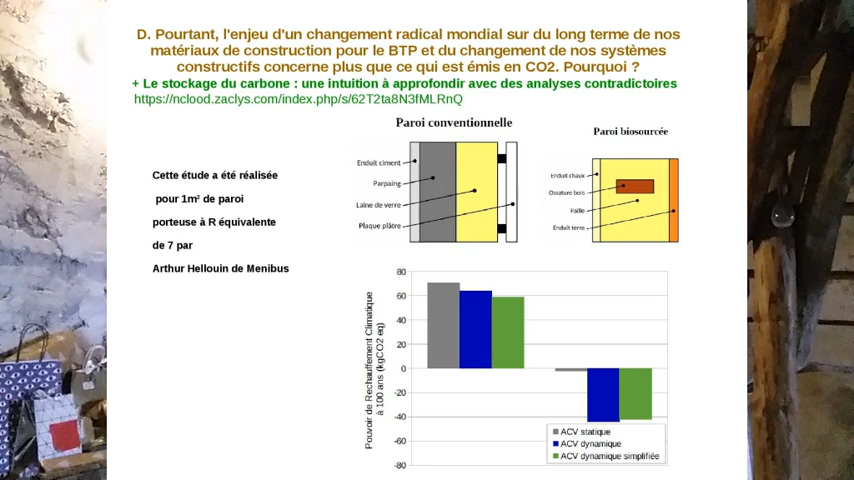 D. Pourtant, l'enjeu d'un changement radical mondial sur du long terme de nos
matériaux de construction pour le BTP et du changement de nos systèmes
constructifs concerne plus que ce qui est émis en CO2. Pourquoi ?
+ Le stockage du carbone : une intuition à approfondir avec des analyses contradictoires
https://nclood.zaclys.com/index.php/s/62T2ta8N3fMLRnQ
Paroi conventionnelle
Enduit ciment
Parpaing
Laine de verre
Plaque plâtre
Paroi biosourcée
Enduit chaux
Ossature bois
Paille
Enduit terre
Cette étude a été réalisée
pour 1m² de paroi
porteuse à R équivalente
de 7 par
Arthur Hellouin de Menibus
Pouvoir de Rechauffement Climatique
à 100 ans (kgCO2 eq)
80
60
40
20
0
-20
-40
-60
-80
ACV statique
ACV dynamique
ACV dynamique simplifiée